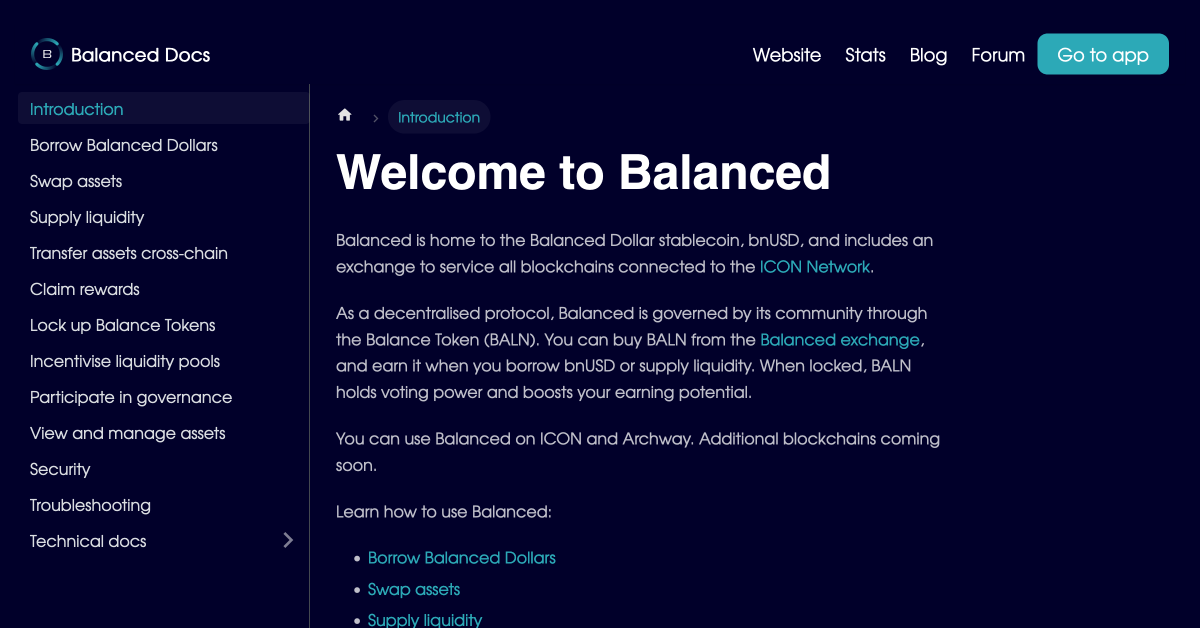 B Balanced Docs
Website Stats Blog Forum Go to app
Introduction
Borrow Balanced Dollars
Swap assets
Supply liquidity
Transfer assets cross-chain
Claim rewards
Lock up Balance Tokens
Incentivise liquidity pools
Participate in governance
View and manage assets
Security
Troubleshooting
Technical docs
Introduction
Welcome to Balanced
Balanced is home to the Balanced Dollar stablecoin, bnUSD, and includes an
exchange to service all blockchains connected to the ICON Network.
As a decentralised protocol, Balanced is governed by its community through
the Balance Token (BALN). You can buy BALN from the Balanced exchange,
and earn it when you borrow bnUSD or supply liquidity. When locked, BALN
holds voting power and boosts your earning potential.
You can use Balanced on ICON and Archway. Additional blockchains coming
soon.
Learn how to use Balanced:
• Borrow Balanced Dollars
• Swap assets
• Supply liquidity